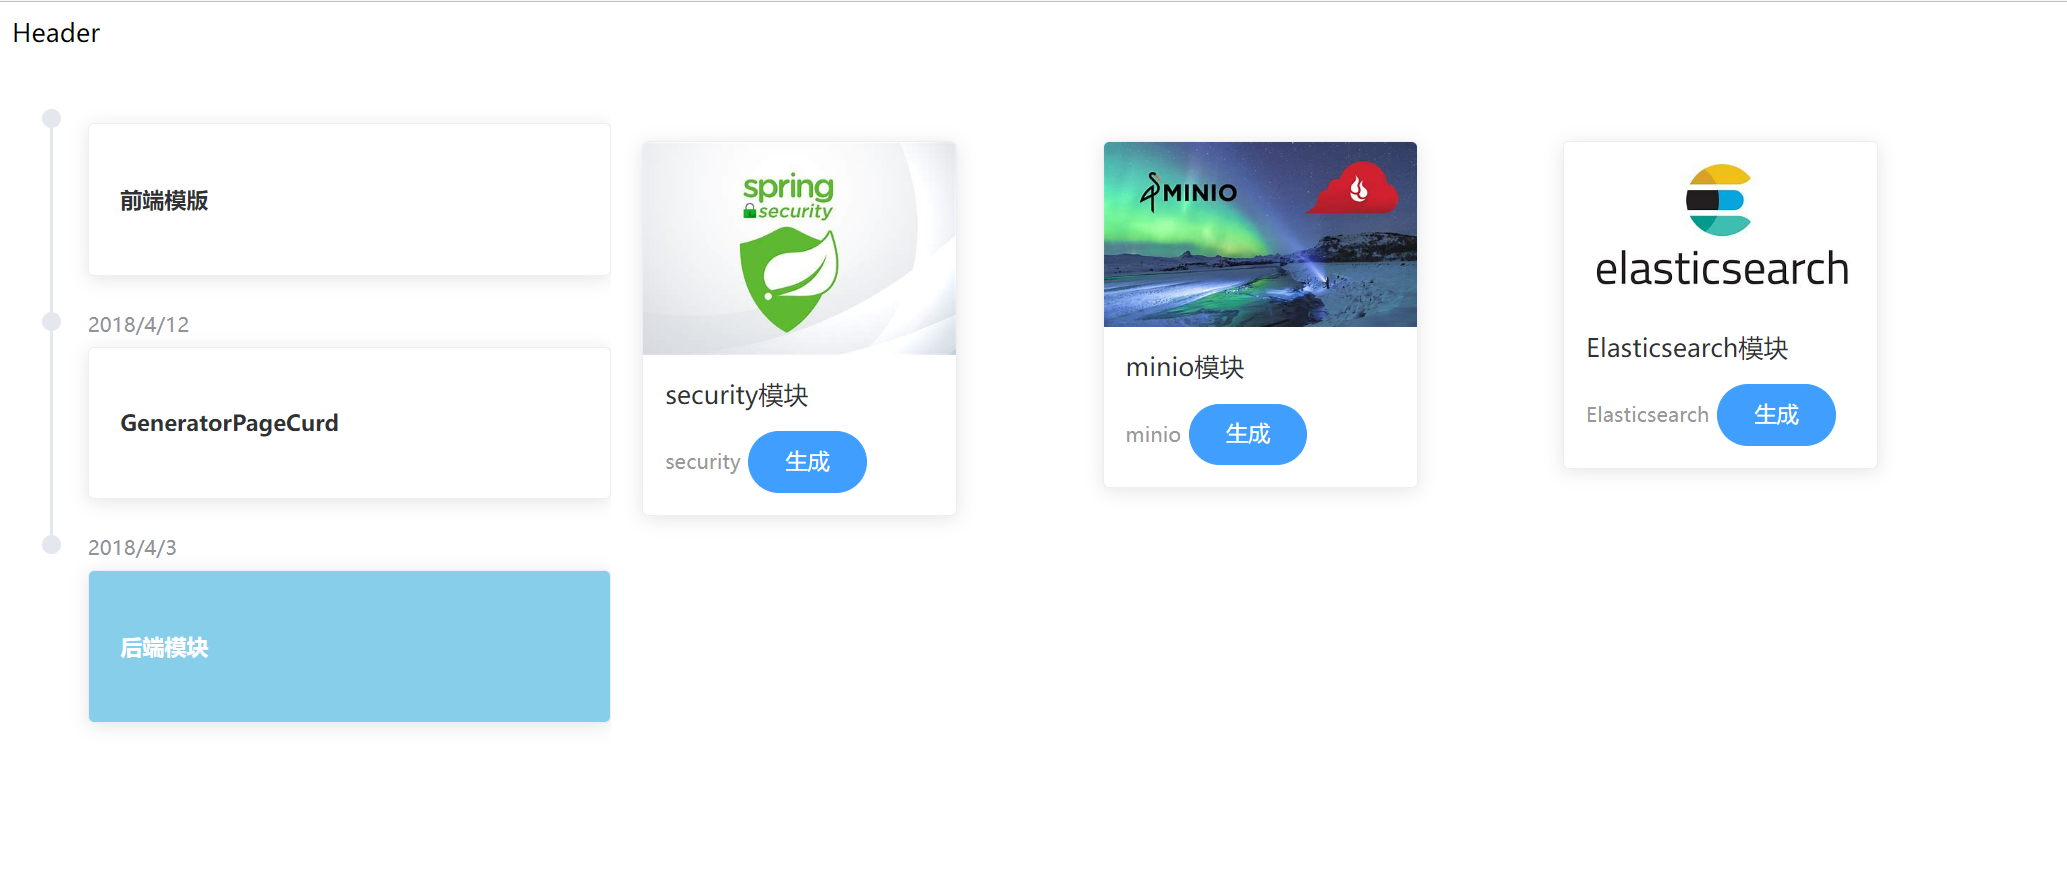 Header
前端模版
2018/4/12
GeneratorPageCurd
2018/4/3
后端模块
spring
security
security模块
security 生成
MINIO
minio模块
minio 生成
elasticsearch
Elasticsearch模块
Elasticsearch 生成